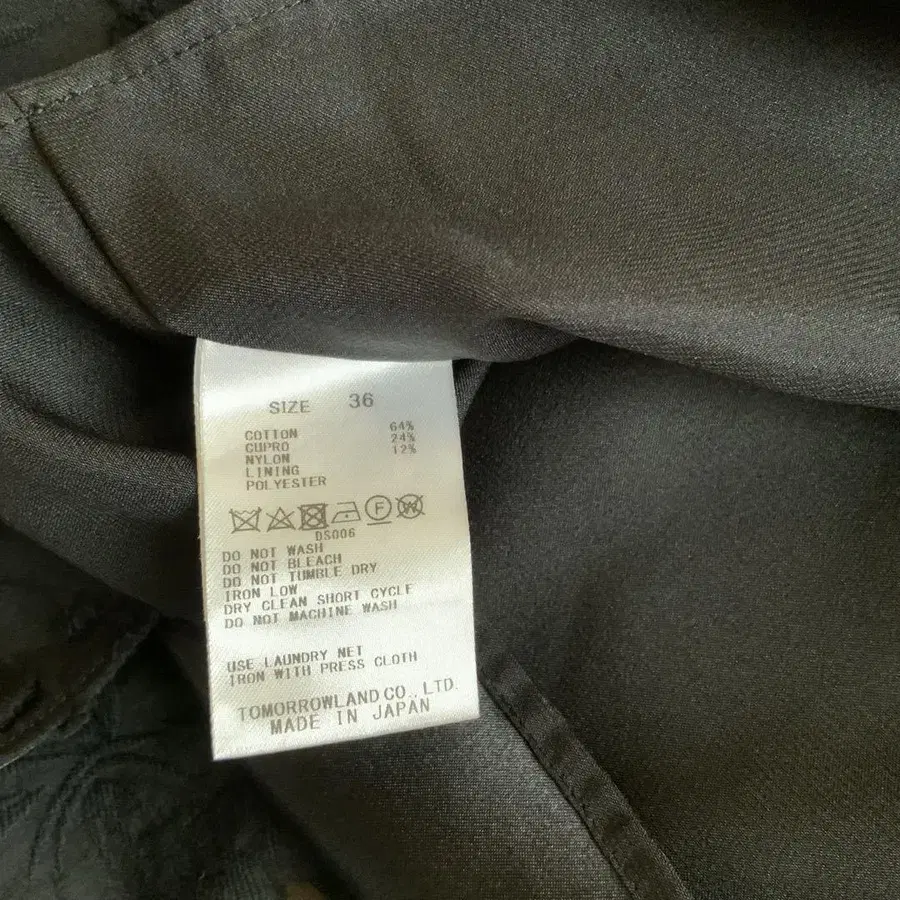 SIZE 36
COTTON 64%
CUPRO 24%
NYLON 12%
LINING
POLYESTER
F W
DS006
DO NOT WASH
DO NOT BLEACH
DO NOT TUMBLE DRY
IRON LOW
DRY CLEAN SHORT CYCLE
DO NOT MACHINE WASH
USE LAUNDRY NET
IRON WITH PRESS CLOTH
TOMORROWLAND CO., LTD.
MADE IN JAPAN